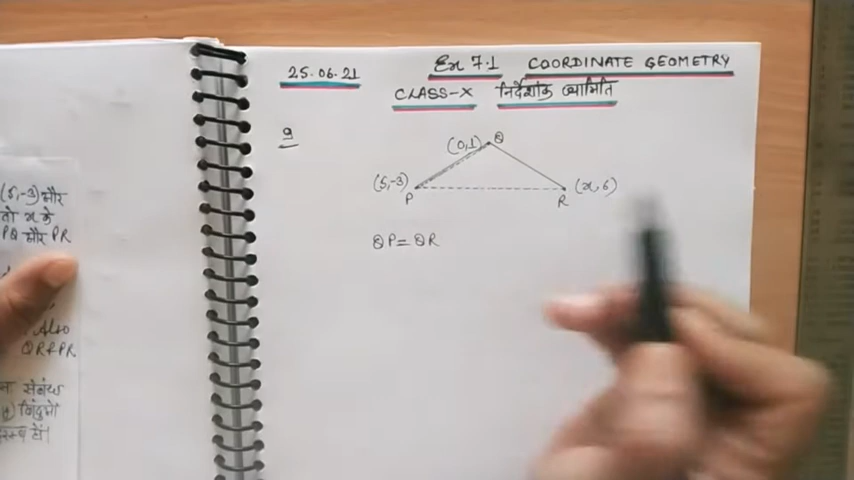 (5,-3) और
तो x के
PQ और PR
Also
QR & PR
25.06.21
Ex 7.1 COORDINATE GEOMETRY
CLASS-X निर्देशांक ज्यामिति
9
(0,1) Q
(5,-3) (x,6)
P R
QP=QR